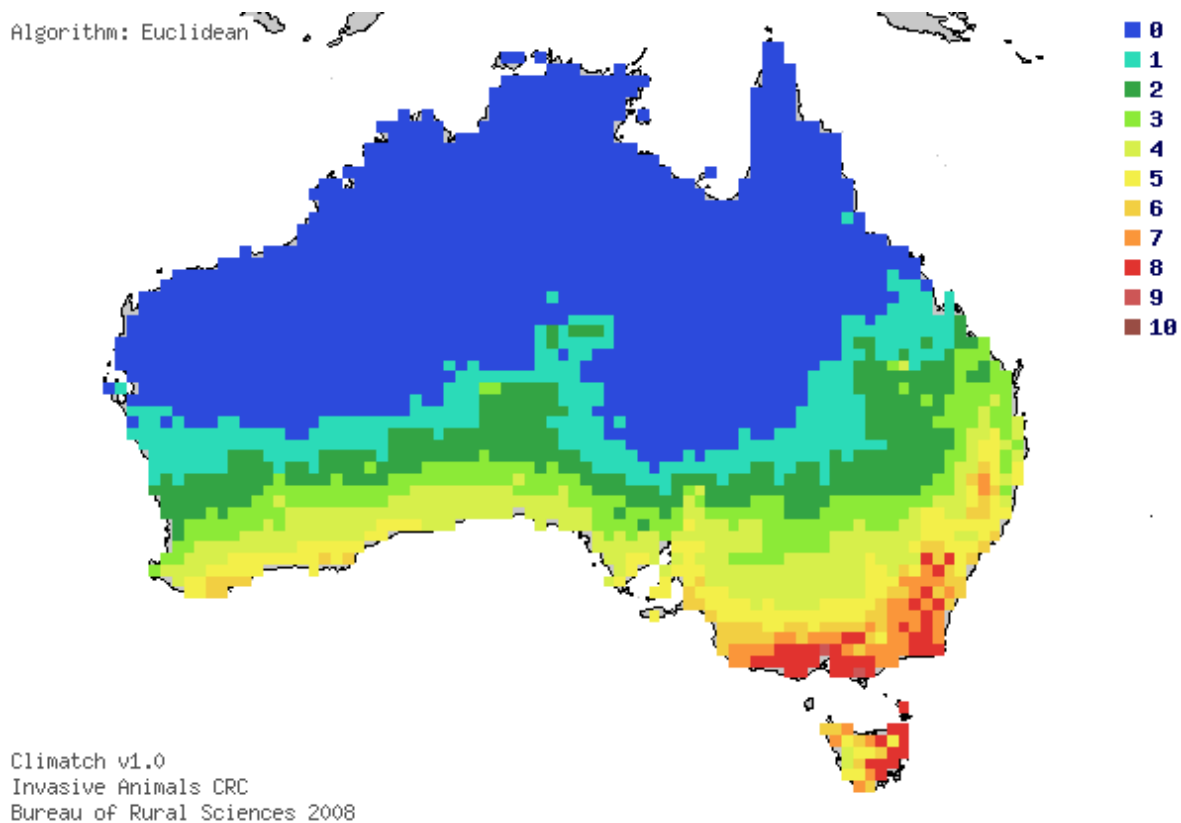 Algorithm: Euclidean
0
1
2
3
4
5
6
7
8
9
10
Climatch v1.0
Invasive Animals CRC
Bureau of Rural Sciences 2008